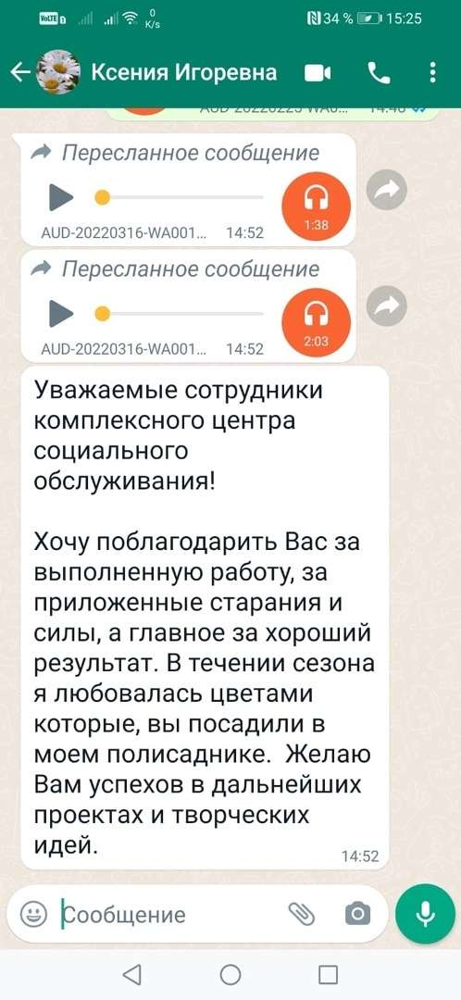 VoLTE 0 K/s 34 % 15:25
Ксения Игоревна
14:48
Пересланное сообщение
1:38
AUD-20220316-WA001... 14:52
Пересланное сообщение
2:03
AUD-20220316-WA001... 14:52
Уважаемые сотрудники
комплексного центра
социального
обслуживания!
Хочу поблагодарить Вас за
выполненную работу, за
приложенные старания и
силы, а главное за хороший
результат. В течении сезона
я любовалась цветами
которые, вы посадили в
моем полисаднике.  Желаю
Вам успехов в дальнейших
проектах и творческих
идей.
14:52
Сообщение